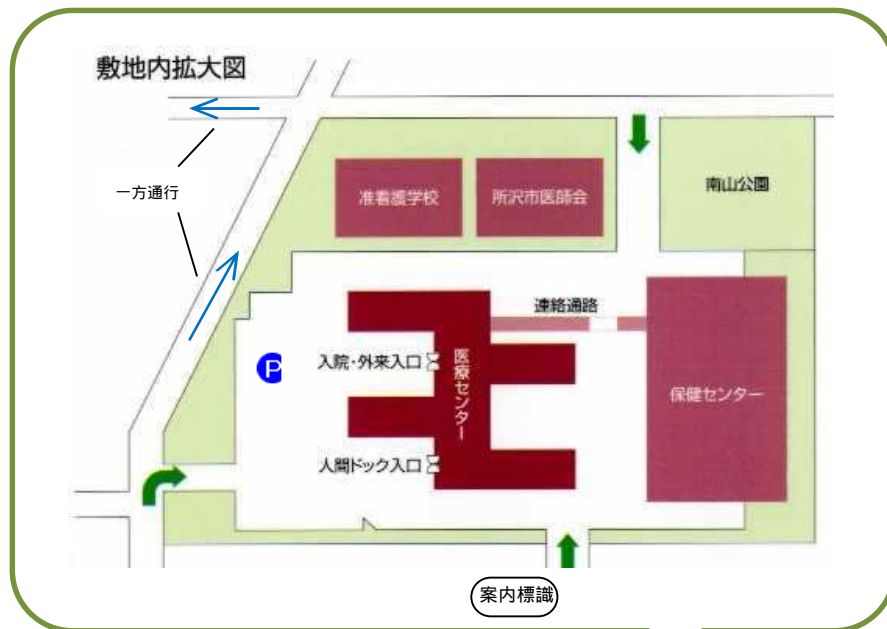 敷地内拡大図
一方通行
准看護学校
所沢市医師会
南山公園
連絡通路
P
入院・外来入口
医療センター
保健センター
人間ドック入口
案内標識